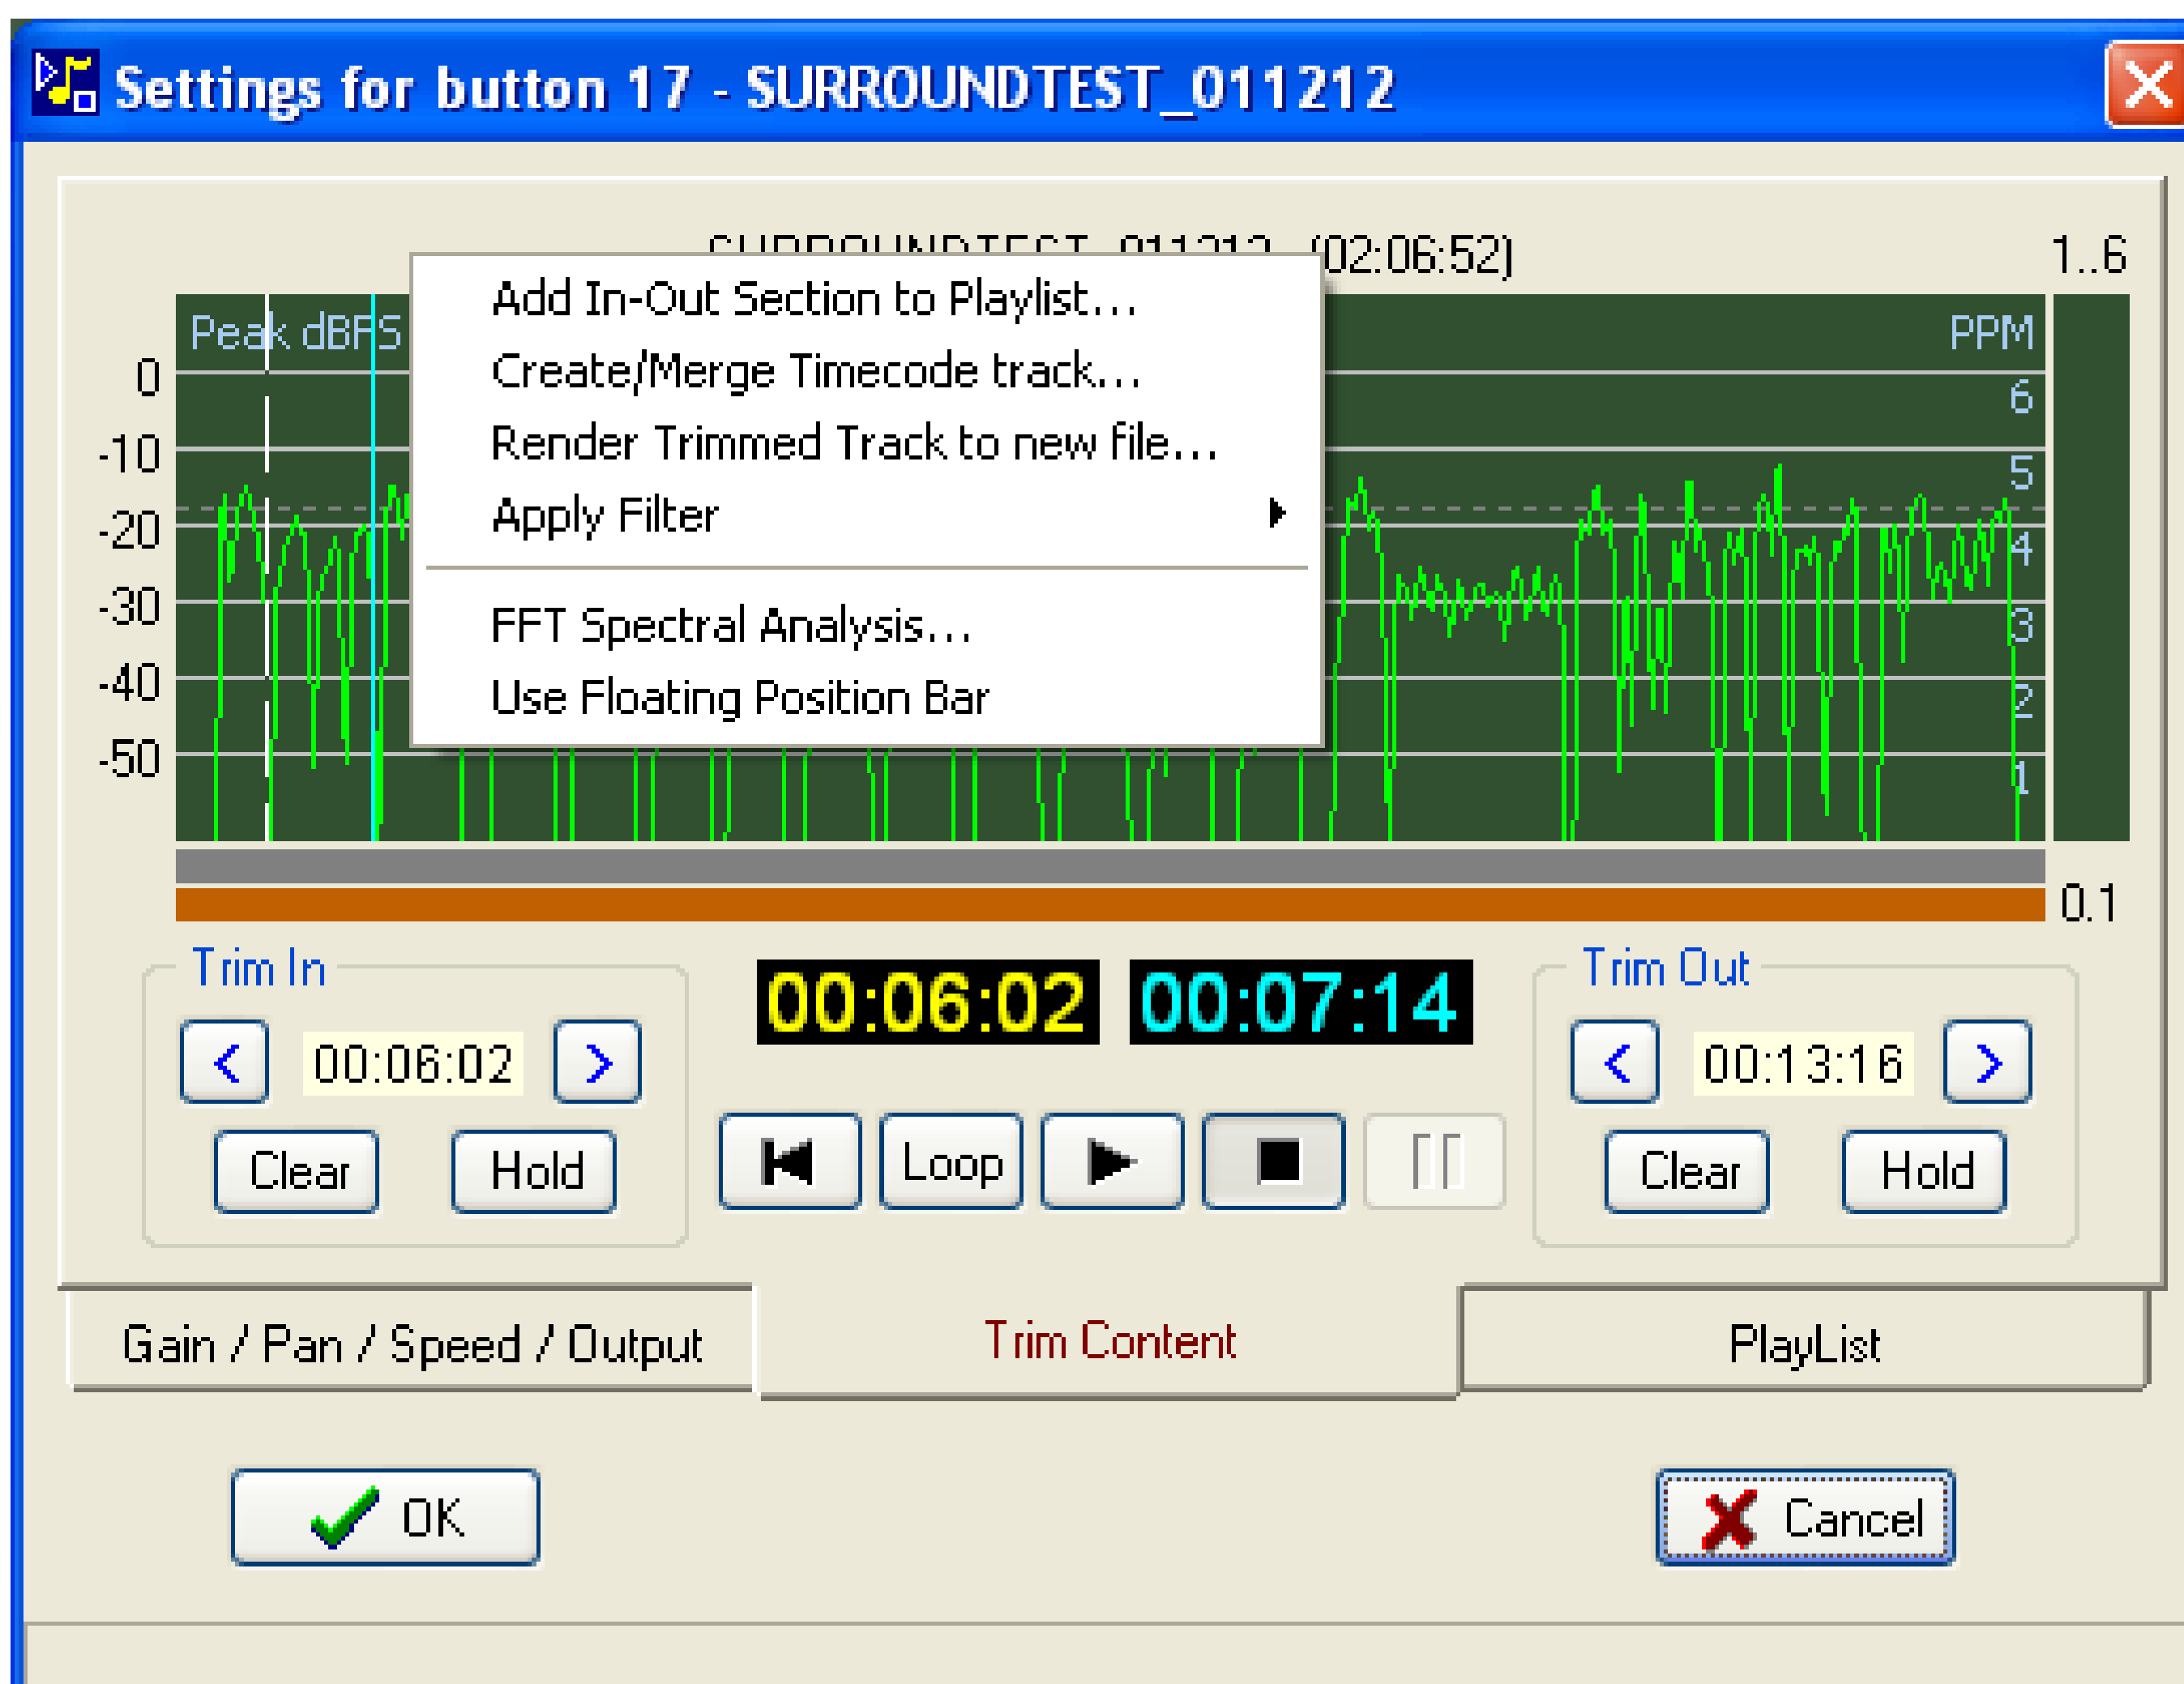 Settings for button 17 - SURROUNDTEST_011212
SURROUNDTEST_011212 (02:06:52)
1..6
Add In-Out Section to Playlist...
Create/Merge Timecode track...
Render Trimmed Track to new file...
Apply Filter
FFT Spectral Analysis...
Use Floating Position Bar
Peak dBFS
PPM
0
-10
-20
-30
-40
-50
6
5
4
3
2
1
0.1
Trim In
00:06:02
00:07:14
Trim Out
< 00:06:02 >
< 00:13:16 >
Clear Hold
Loop
Clear Hold
Gain / Pan / Speed / Output
Trim Content
PlayList
OK
Cancel